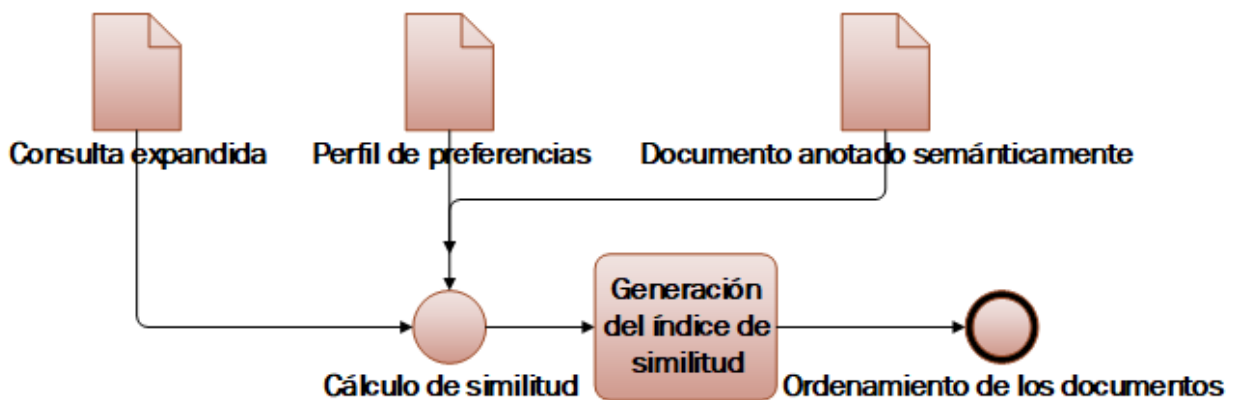 Consulta expandida
Perfil de preferencias
Documento anotado semánticamente
Generación
del índice de
similitud
Cálculo de similitud
Ordenamiento de los documentos